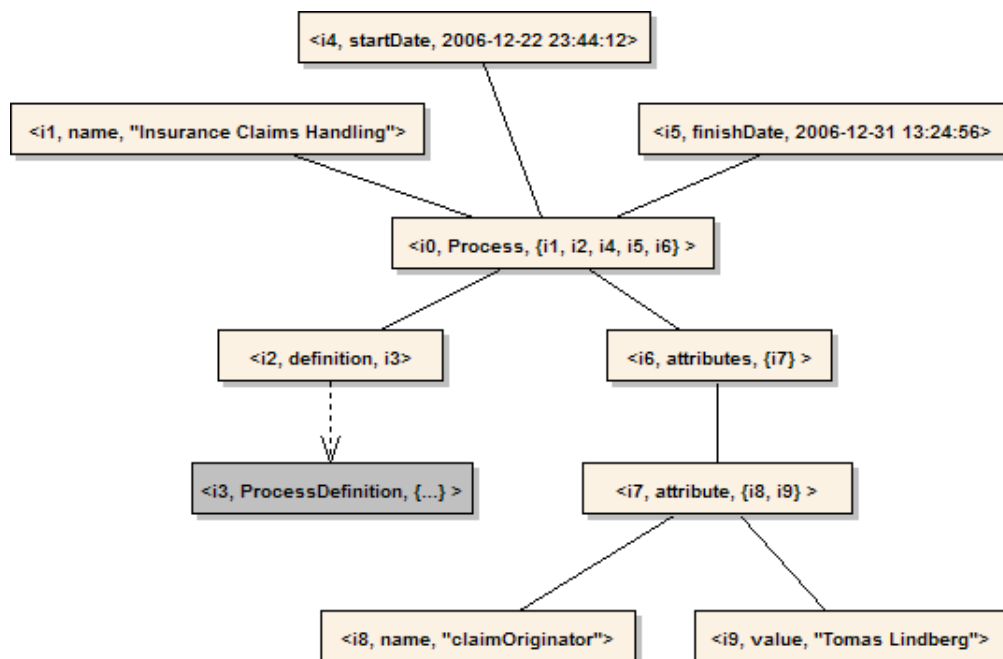 <i4, startDate, 2006-12-22 23:44:12>
<i1, name, "Insurance Claims Handling">
<i5, finishDate, 2006-12-31 13:24:56>
<i0, Process, {i1, i2, i4, i5, i6} >
<i2, definition, i3>
<i6, attributes, {i7} >
<i3, ProcessDefinition, {...} >
<i7, attribute, {i8, i9} >
<i8, name, "claimOriginator">
<i9, value, "Tomas Lindberg">